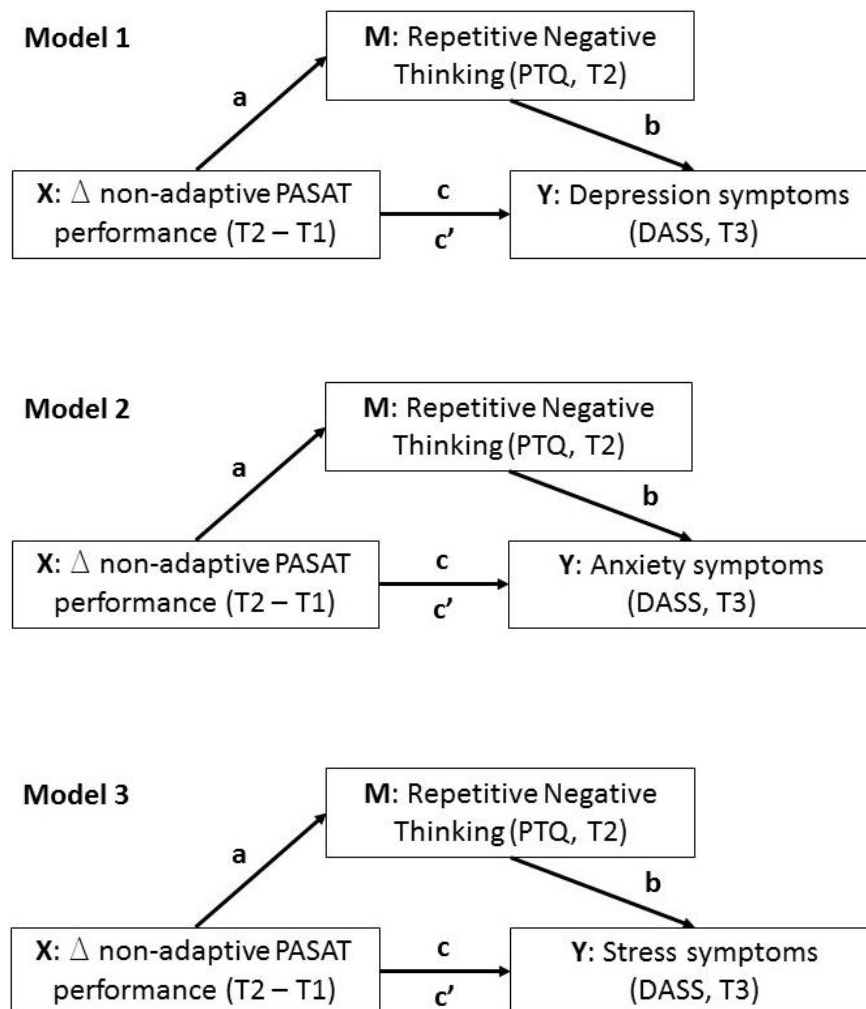 Model 1
M: Repetitive Negative
Thinking (PTQ, T2)
a
b
X: Δ non-adaptive PASAT
performance (T2 – T1)
c
c’
Y: Depression symptoms
(DASS, T3)
Model 2
M: Repetitive Negative
Thinking (PTQ, T2)
a
b
X: Δ non-adaptive PASAT
performance (T2 – T1)
c
c’
Y: Anxiety symptoms
(DASS, T3)
Model 3
M: Repetitive Negative
Thinking (PTQ, T2)
a
b
X: Δ non-adaptive PASAT
performance (T2 – T1)
c
c’
Y: Stress symptoms
(DASS, T3)